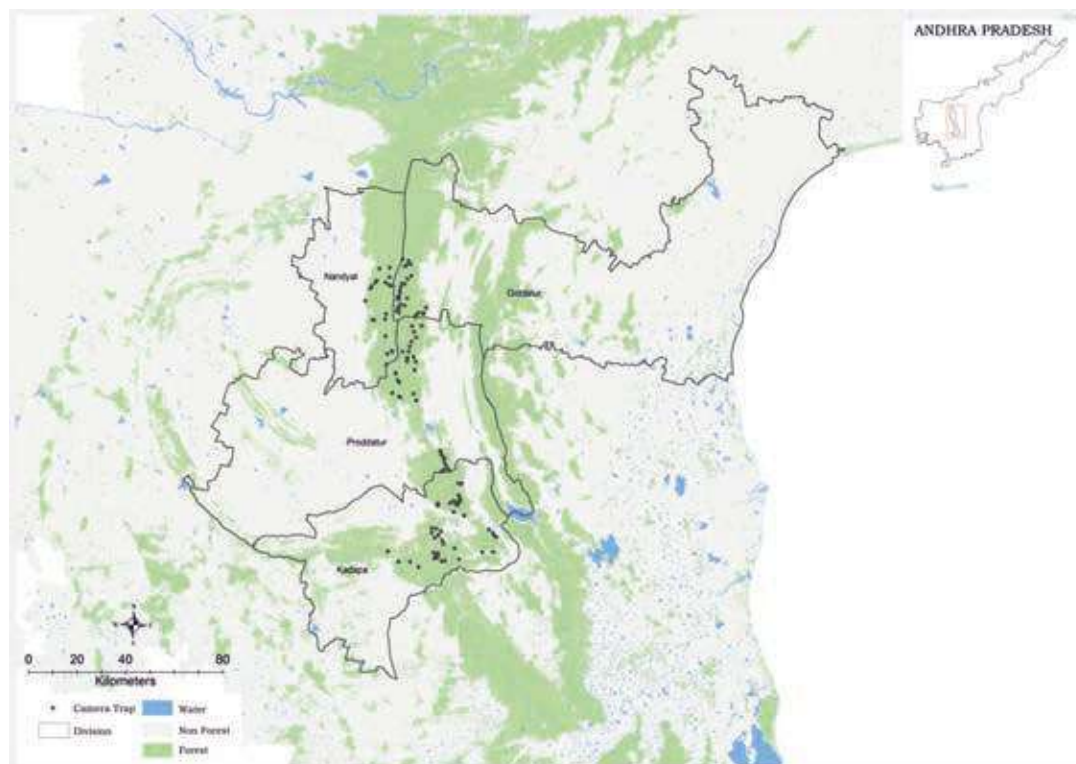 ANDHRA PRADESH
Nandyal
Giddalur
Proddatur
Kadapa
0 20 40 80
Kilometers
Camera Trap
Water
Division
Non Forest
Forest